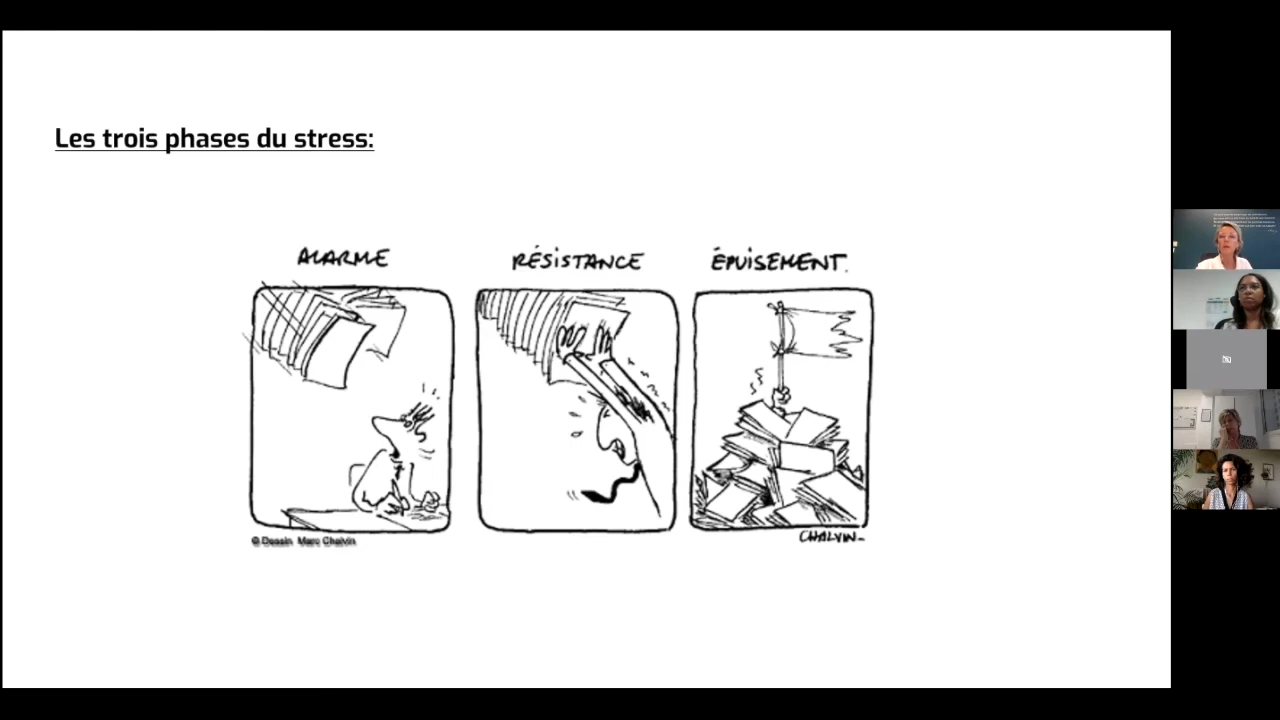 Les trois phases du stress:
ALARME
RÉSISTANCE
ÉPUISEMENT.
© Dessin Marc Chalvin
CHALVIN-